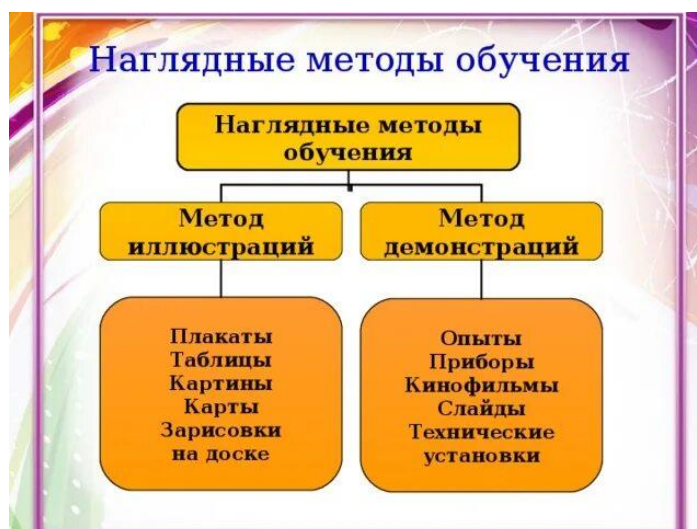 Наглядные методы обучения
Наглядные методы
обучения
Метод
иллюстраций
Метод
демонстраций
Плакаты
Таблицы
Картины
Карты
Зарисовки
на доске
Опыты
Приборы
Кинофильмы
Слайды
Технические
установки